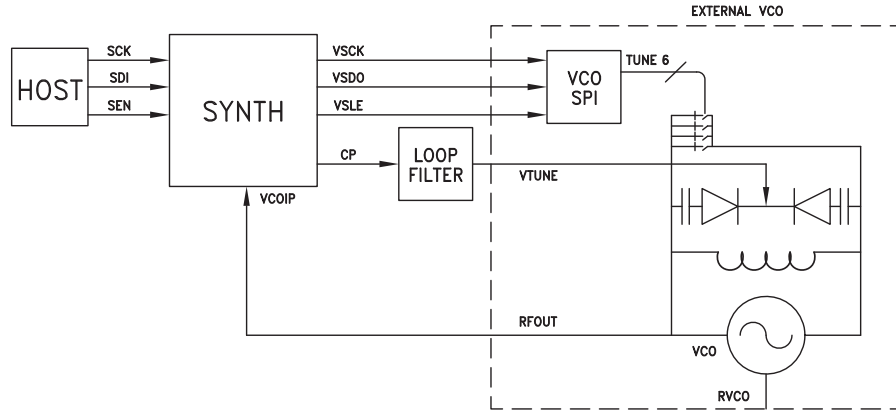 EXTERNAL VCO
HOST
SCK
SDI
SEN
SYNTH
VSCK
VSDO
VSLE
VCO
SPI
TUNE 6
CP
LOOP
FILTER
VTUNE
VCOIP
RFOUT
VCO
RVCO